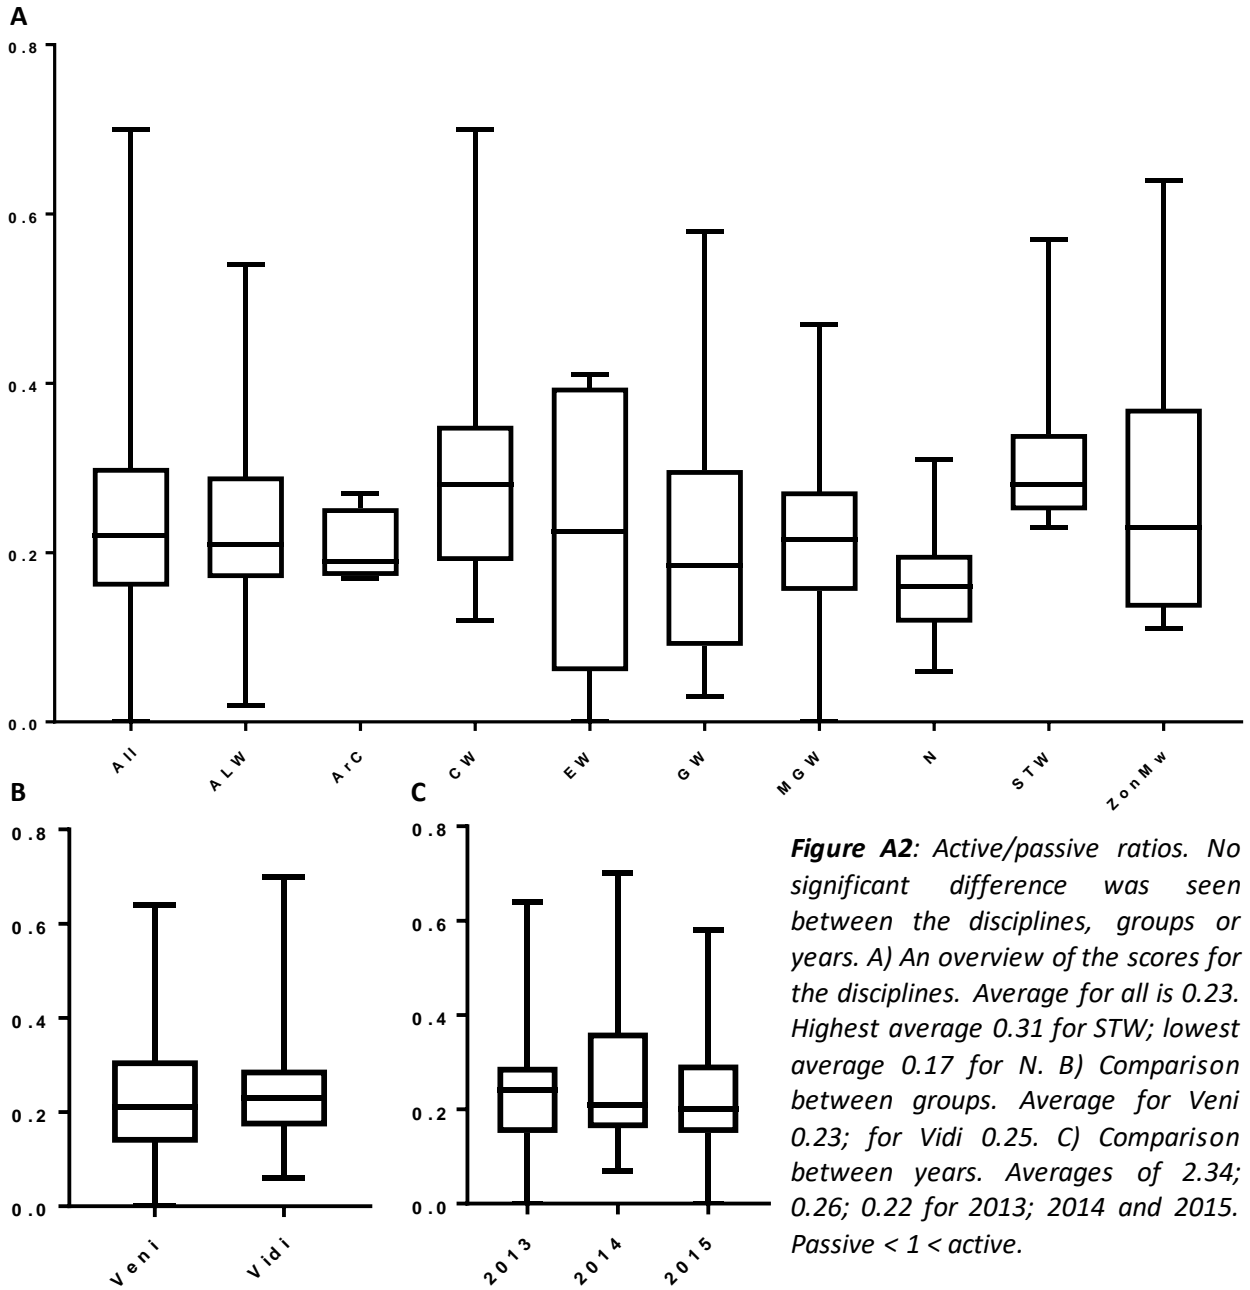 A
0.8
0.6
0.4
0.2
0.0
All
ALW
ArC
CW
EW
GW
MGW
N
STW
ZonMw
B
0.8
0.6
0.4
0.2
0.0
Veni
Vidi
C
0.8
0.6
0.4
0.2
0.0
2013
2014
2015
Figure A2: Active/passive ratios. No
significant difference was seen
between the disciplines, groups or
years. A) An overview of the scores for
the disciplines. Average for all is 0.23.
Highest average 0.31 for STW; lowest
average 0.17 for N. B) Comparison
between groups. Average for Veni
0.23; for Vidi 0.25. C) Comparison
between years. Averages of 2.34;
0.26; 0.22 for 2013; 2014 and 2015.
Passive < 1 < active.